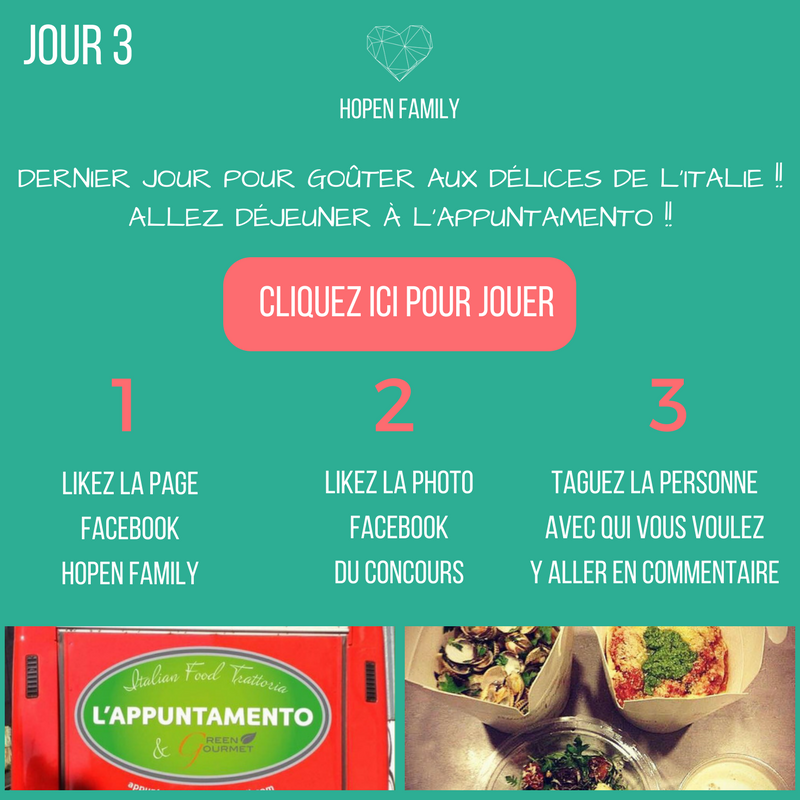 JOUR 3
HOPEN FAMILY
DERNIER JOUR POUR GOÛTER AUX DÉLICES DE L'ITALIE !!
ALLEZ DÉJEUNER À L'APPUNTAMENTO !!
CLIQUEZ ICI POUR JOUER
1
LIKEZ LA PAGE
FACEBOOK
HOPEN FAMILY
2
LIKEZ LA PHOTO
FACEBOOK
DU CONCOURS
3
TAGUEZ LA PERSONNE
AVEC QUI VOUS VOULEZ
Y ALLER EN COMMENTAIRE
Italian Food Trattoria
L'APPUNTAMENTO
& GREEN
GOURMET